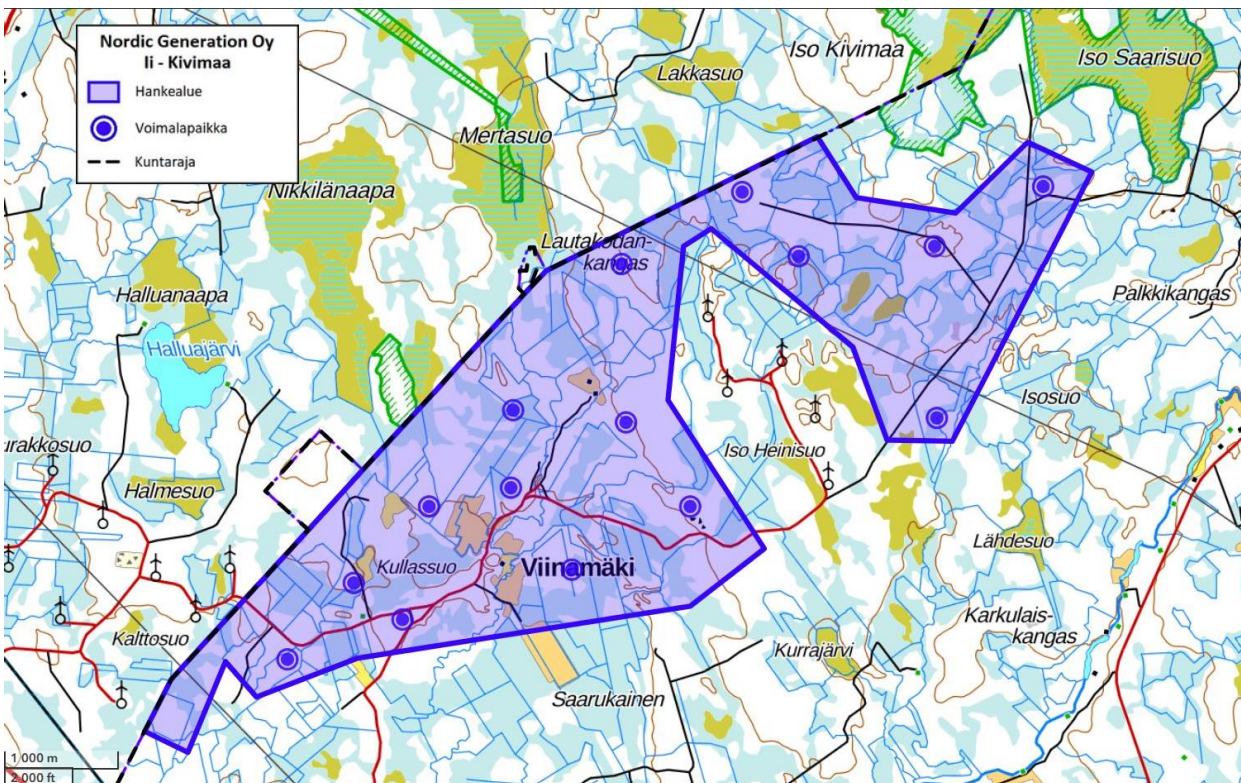 Nordic Generation Oy
Ii - Kivimaa
Hankealue
Voimalapaikka
Kuntaraja
Iso Kivimaa
Lakkasuo
Iso Saarisuo
Mertasuo
Nikkilänaapa
Lautakodan-
kangas
Halluanaapa
Palkkikangas
Halluajärvi
Isosuo
urakkosuo
Iso Heinisuo
Halmesuo
Lähdesuo
Kullassuo
Viinamäki
Karkulais-
kangas
Kalttosuo
Kurrajärvi
Saarukainen
1 000 m
2 000 ft